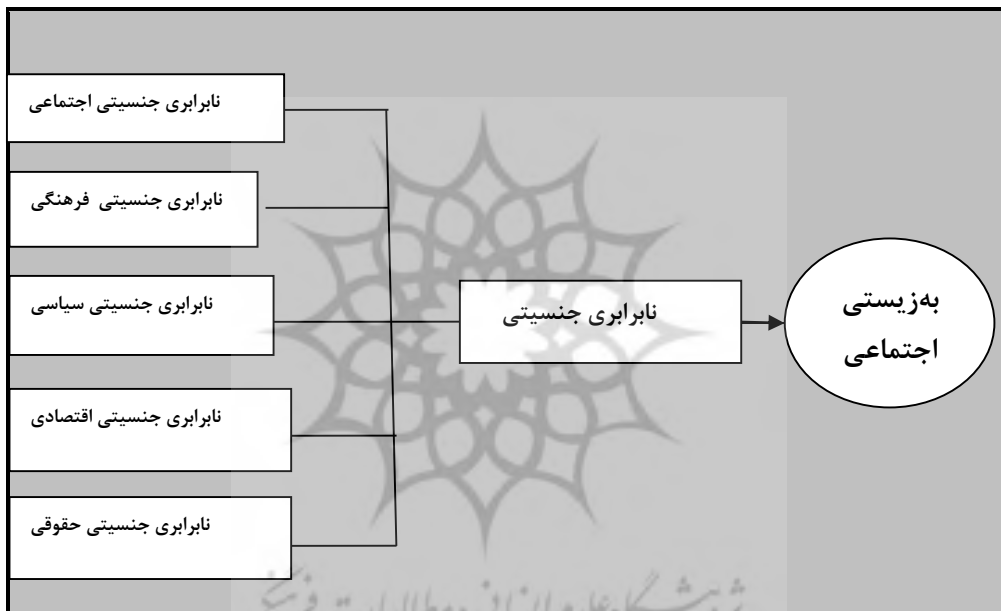 نابرابری جنسیتی اجتماعی
نابرابری جنسیتی فرهنگی
نابرابری جنسیتی سیاسی
نابرابری جنسیتی
به‌زیستی
اجتماعی
نابرابری جنسیتی اقتصادی
نابرابری جنسیتی حقوقی